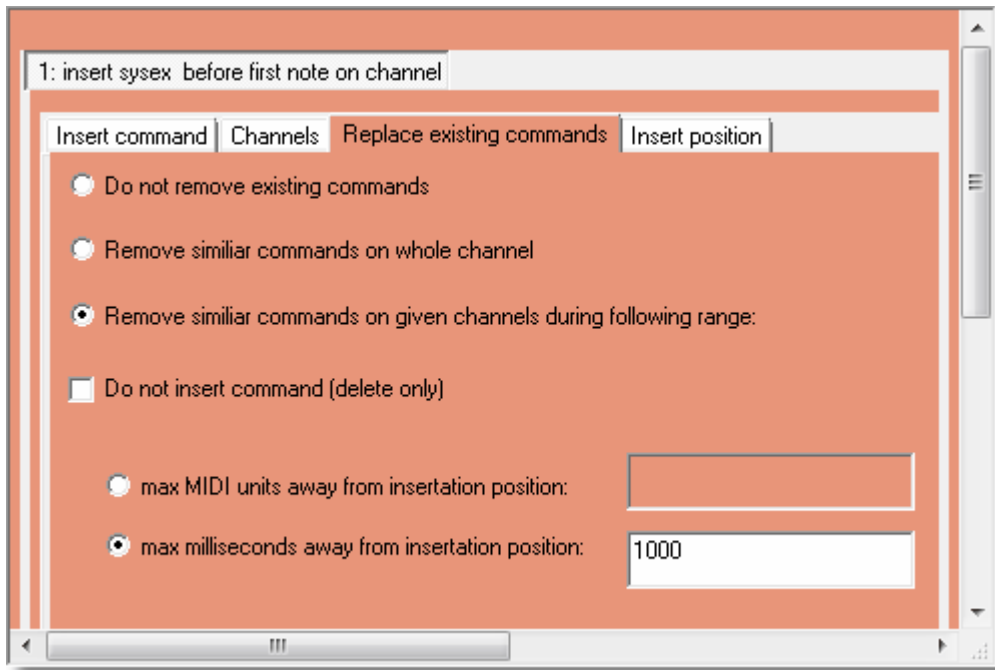 1: insert sysex  before first note on channel
Insert command Channels Replace existing commands Insert position
Do not remove existing commands
Remove similiar commands on whole channel
Remove similiar commands on given channels during following range:
Do not insert command (delete only)
max MIDI units away from insertation position:
max milliseconds away from insertation position: 1000